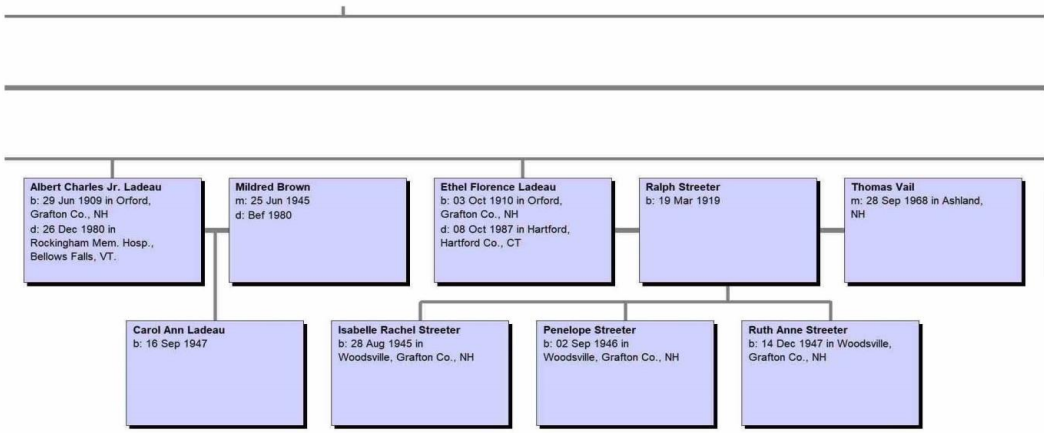 Albert Charles Jr. Ladeau
b: 29 Jun 1909 in Orford,
Grafton Co., NH
d: 26 Dec 1980 in
Rockingham Mem. Hosp.,
Bellows Falls, VT.
Mildred Brown
m: 25 Jun 1945
d: Bef 1980
Ethel Florence Ladeau
b: 03 Oct 1910 in Orford,
Grafton Co., NH
d: 08 Oct 1987 in Hartford,
Hartford Co., CT
Ralph Streeter
b: 19 Mar 1919
Thomas Vail
m: 28 Sep 1968 in Ashland,
NH
Carol Ann Ladeau
b: 16 Sep 1947
Isabelle Rachel Streeter
b: 28 Aug 1945 in
Woodsville, Grafton Co., NH
Penelope Streeter
b: 02 Sep 1946 in
Woodsville, Grafton Co., NH
Ruth Anne Streeter
b: 14 Dec 1947 in Woodsville,
Grafton Co., NH